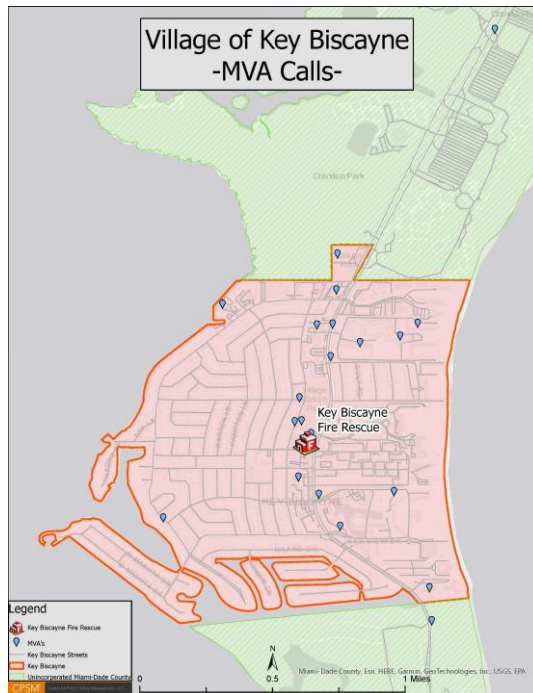 Village of Key Biscayne
-MVA Calls-
Crandon Park
Key Biscayne
Fire Rescue
KEY BISCAYNE
Legend
Key Biscayne Fire Rescue
MVA's
Key Biscayne Streets
Key Biscayne
Unincorporated Miami-Dade County
CPSM
N
Miami-Dade County, Esri, HERE, Garmin, GeoTechnologies, Inc., USGS, EPA
0
0.5
1 Miles